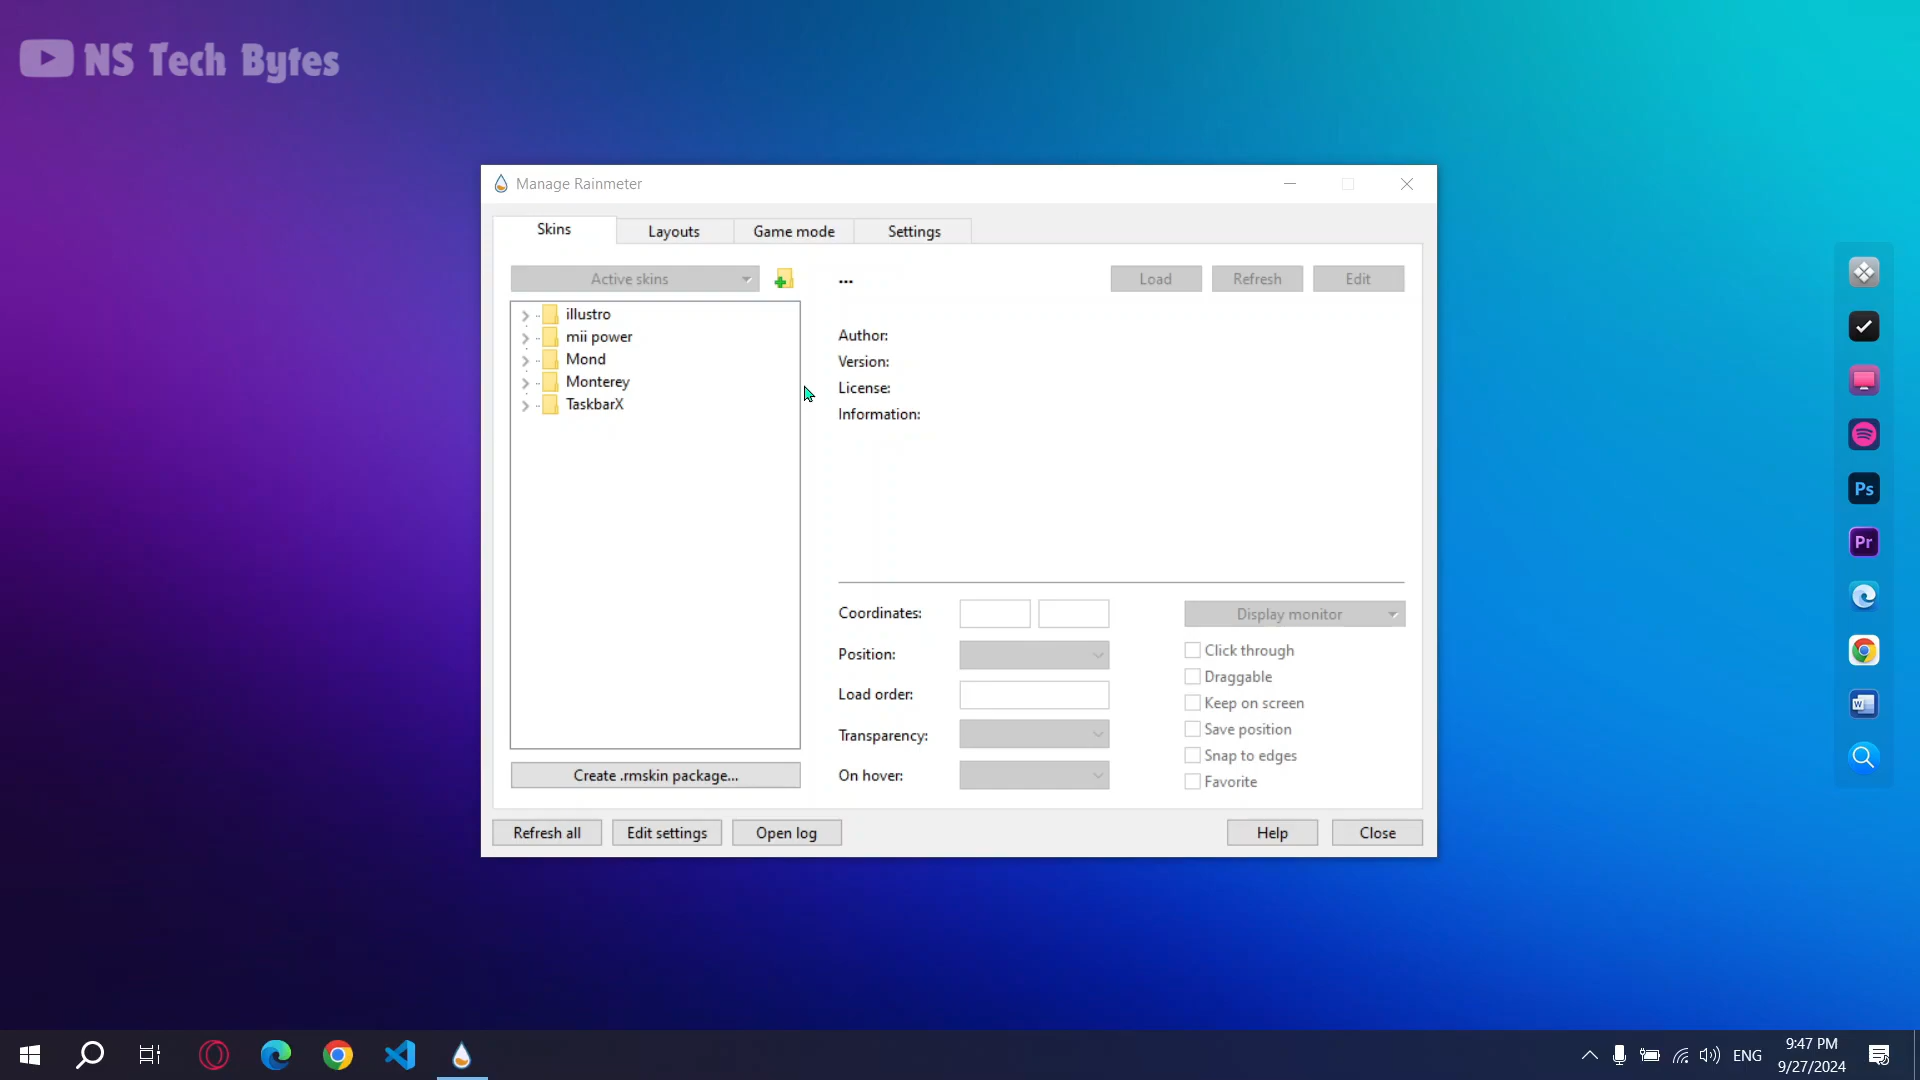 NS Tech Bytes
Manage Rainmeter
Skins
Layouts
Game mode
Settings
Active skins
...
Load
Refresh
Edit
illustro
mii power
Mond
Monterey
TaskbarX
Author:
Version:
License:
Information:
Coordinates:
Display monitor
Position:
Load order:
Transparency:
On hover:
Click through
Draggable
Keep on screen
Save position
Snap to edges
Favorite
Create .rmskin package...
Refresh all
Edit settings
Open log
Help
Close
Ps
Pr
W
ENG
9:47 PM
9/27/2024